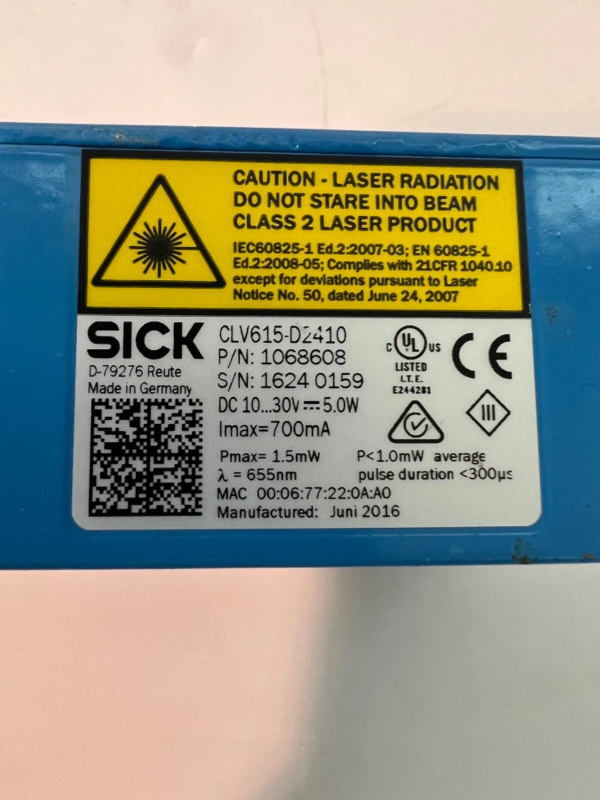 CAUTION - LASER RADIATION
DO NOT STARE INTO BEAM
CLASS 2 LASER PRODUCT
IEC60825-1 Ed.2:2007-03; EN 60825-1
Ed.2:2008-05; Complies with 21CFR 1040.10
except for deviations pursuant to Laser
Notice No. 50, dated June 24, 2007
SICK
D-79276 Reute
Made in Germany
CLV615-D2410
P/N: 1068608
S/N: 1624 0159
DC 10...30V ⎓ 5.0W
Imax=700mA
C UL US
LISTED
I.T.E.
E244281
CE
III
Pmax= 1.5mW P<1.0mW average
λ = 655nm pulse duration <300µs
MAC 00:06:77:22:0A:A0
Manufactured: Juni 2016